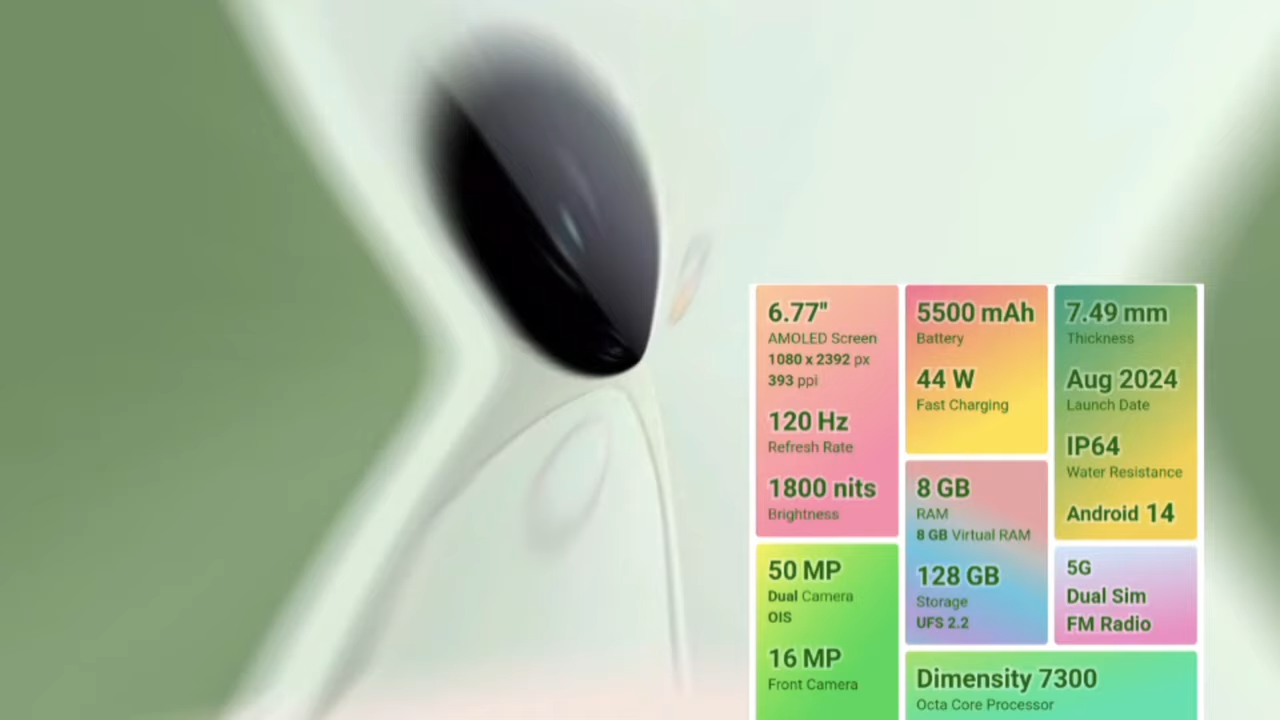 6.77"
AMOLED Screen
1080 x 2392 px
393 ppi
120 Hz
Refresh Rate
1800 nits
Brightness
50 MP
Dual Camera
OIS
16 MP
Front Camera
5500 mAh
Battery
44 W
Fast Charging
8 GB
RAM
8 GB Virtual RAM
128 GB
Storage
UFS 2.2
7.49 mm
Thickness
Aug 2024
Launch Date
IP64
Water Resistance
Android 14
5G
Dual Sim
FM Radio
Dimensity 7300
Octa Core Processor